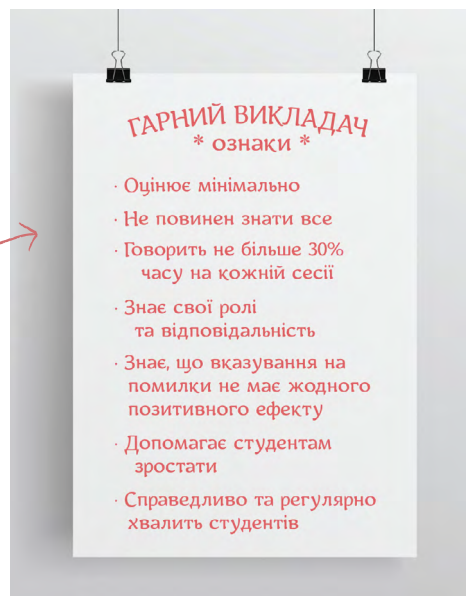 ГАРНИЙ ВИКЛАДАЧ
* ознаки *
· Оцінює мінімально
· Не повинен знати все
· Говорить не більше 30%
часу на кожній сесії
· Знає свої ролі
та відповідальність
· Знає, що вказування на
помилки не має жодного
позитивного ефекту
· Допомагає студентам
зростати
· Справедливо та регулярно
хвалить студентів